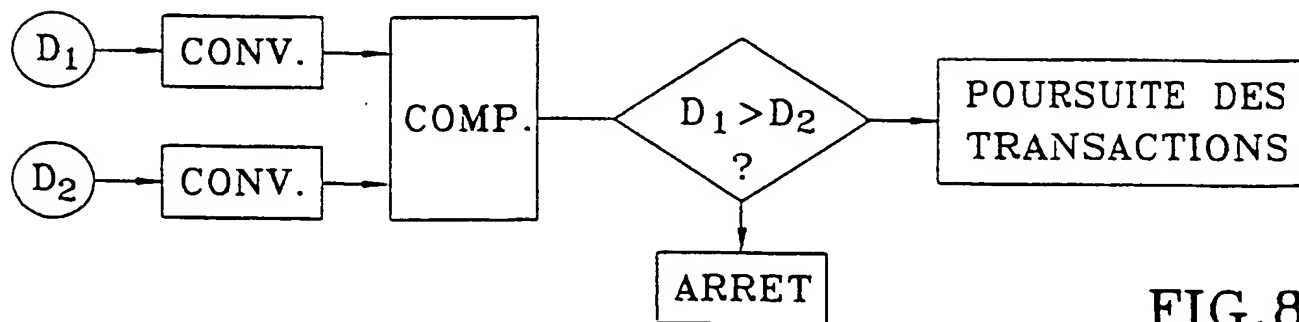 D1
CONV.
D2
CONV.
COMP.
D1>D2
?
POURSUITE DES
TRANSACTIONS
ARRET
FIG.8